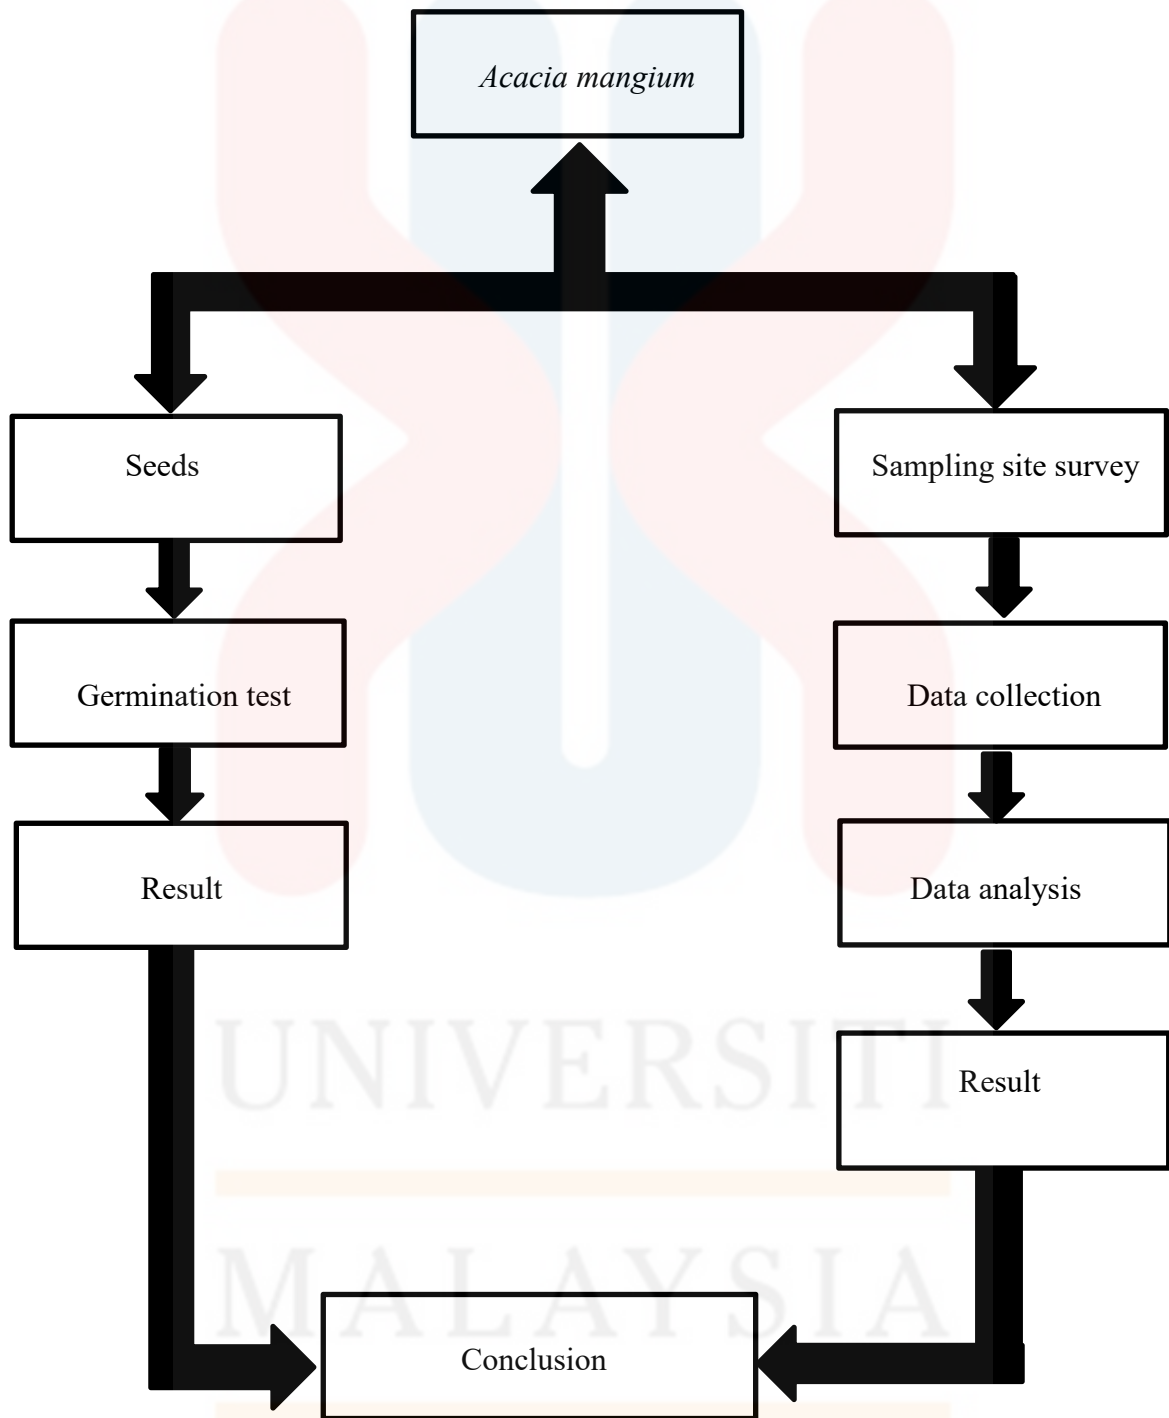 Acacia mangium
Seeds
Sampling site survey
Germination test
Data collection
Result
Data analysis
Result
Conclusion
UNIVERSITI
MALAYSIA